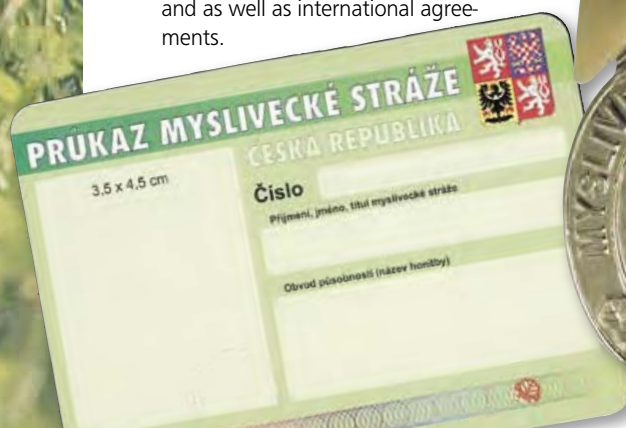 and as well as international agree-
ments.
PRŮKAZ MYSLIVECKÉ STRÁŽE
ČESKÁ REPUBLIKA
3,5 x 4,5 cm
Číslo
Příjmení, jméno, titul myslivecké stráže
Obvod působnosti (název honitby)